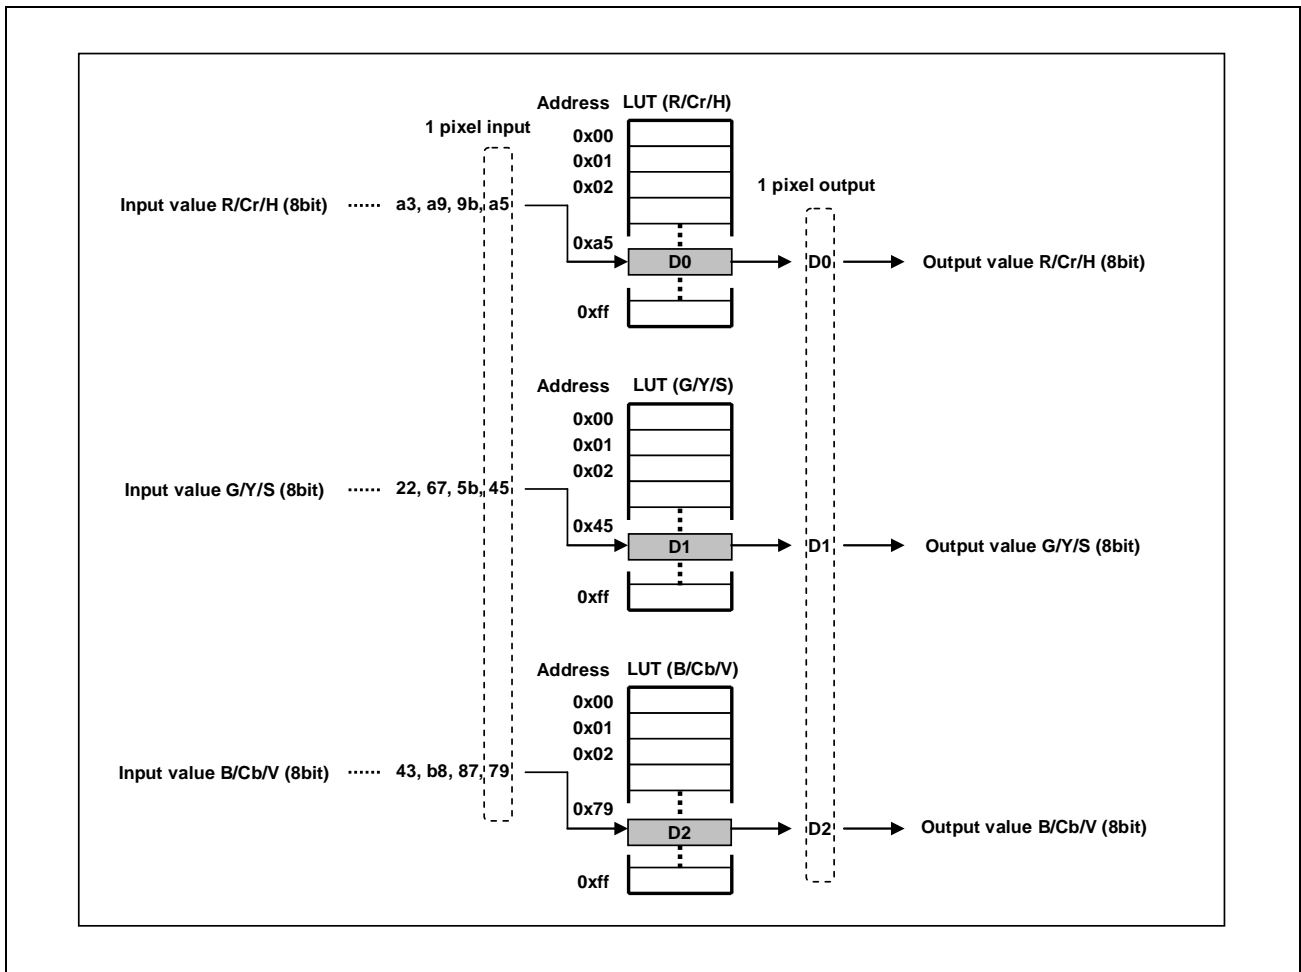 Address LUT (R/Cr/H)
1 pixel input
0x00
0x01
0x02
1 pixel output
Input value R/Cr/H (8bit) ...... a3, a9, 9b, a5
0xa5
D0
D0
Output value R/Cr/H (8bit)
0xff
Address LUT (G/Y/S)
0x00
0x01
0x02
Input value G/Y/S (8bit) ...... 22, 67, 5b, 45
0x45
D1
D1
Output value G/Y/S (8bit)
0xff
Address LUT (B/Cb/V)
0x00
0x01
0x02
Input value B/Cb/V (8bit) ...... 43, b8, 87, 79
0x79
D2
D2
Output value B/Cb/V (8bit)
0xff